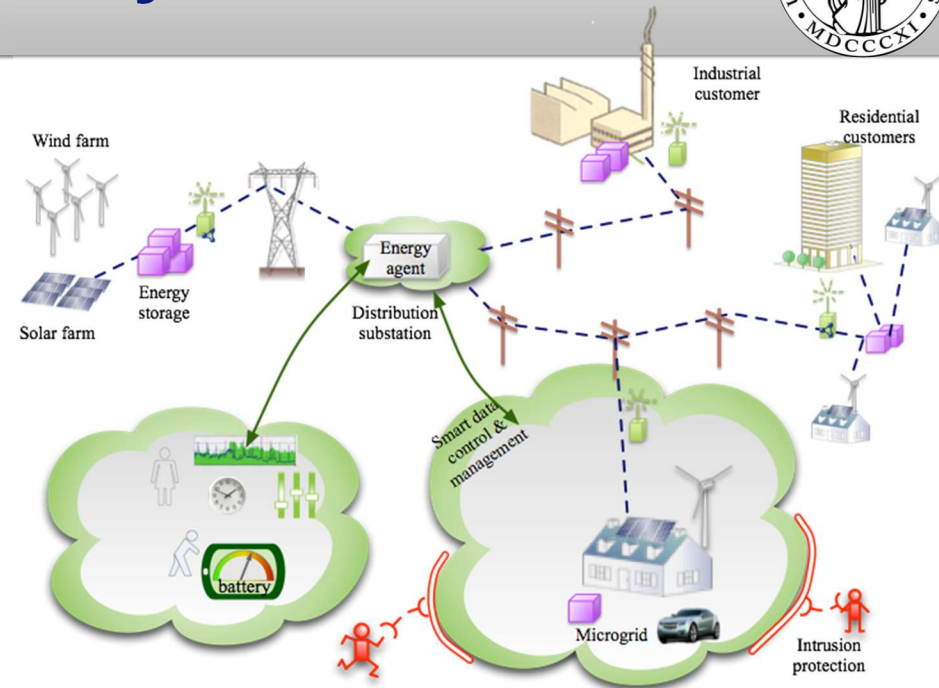 MDCCCXI
Industrial
customer
Residential
customers
Wind farm
Energy
agent
Energy
storage
Solar farm
Distribution
substation
Smart data
control &
management
battery
Microgrid
Intrusion
protection